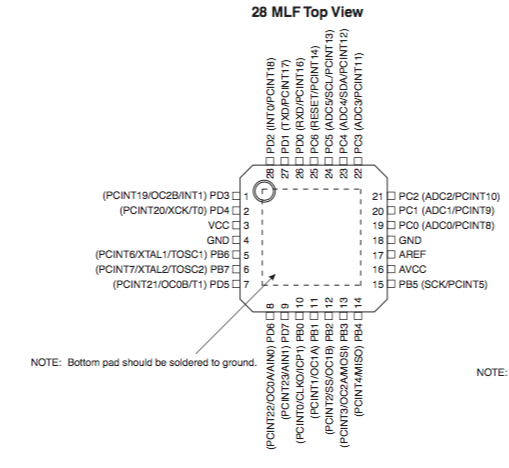 28 MLF Top View
28 PD2 (INT0/PCINT18)
27 PD1 (TXD/PCINT17)
26 PD0 (RXD/PCINT16)
25 PC6 (RESET/PCINT14)
24 PC5 (ADC5/SCL/PCINT13)
23 PC4 (ADC4/SDA/PCINT12)
22 PC3 (ADC3/PCINT11)
(PCINT19/OC2B/INT1) PD3 1
(PCINT20/XCK/T0) PD4 2
VCC 3
GND 4
(PCINT6/XTAL1/TOSC1) PB6 5
(PCINT7/XTAL2/TOSC2) PB7 6
(PCINT21/OC0B/T1) PD5 7
21 PC2 (ADC2/PCINT10)
20 PC1 (ADC1/PCINT9)
19 PC0 (ADC0/PCINT8)
18 GND
17 AREF
16 AVCC
15 PB5 (SCK/PCINT5)
(PCINT22/OC0A/AIN0) PD6 8
(PCINT23/AIN1) PD7 9
(PCINT0/CLKO/ICP1) PB0 10
(PCINT1/OC1A) PB1 11
(PCINT2/SS/OC1B) PB2 12
(PCINT3/OC2A/MOSI) PB3 13
(PCINT4/MISO) PB4 14
NOTE: Bottom pad should be soldered to ground.
NOTE: